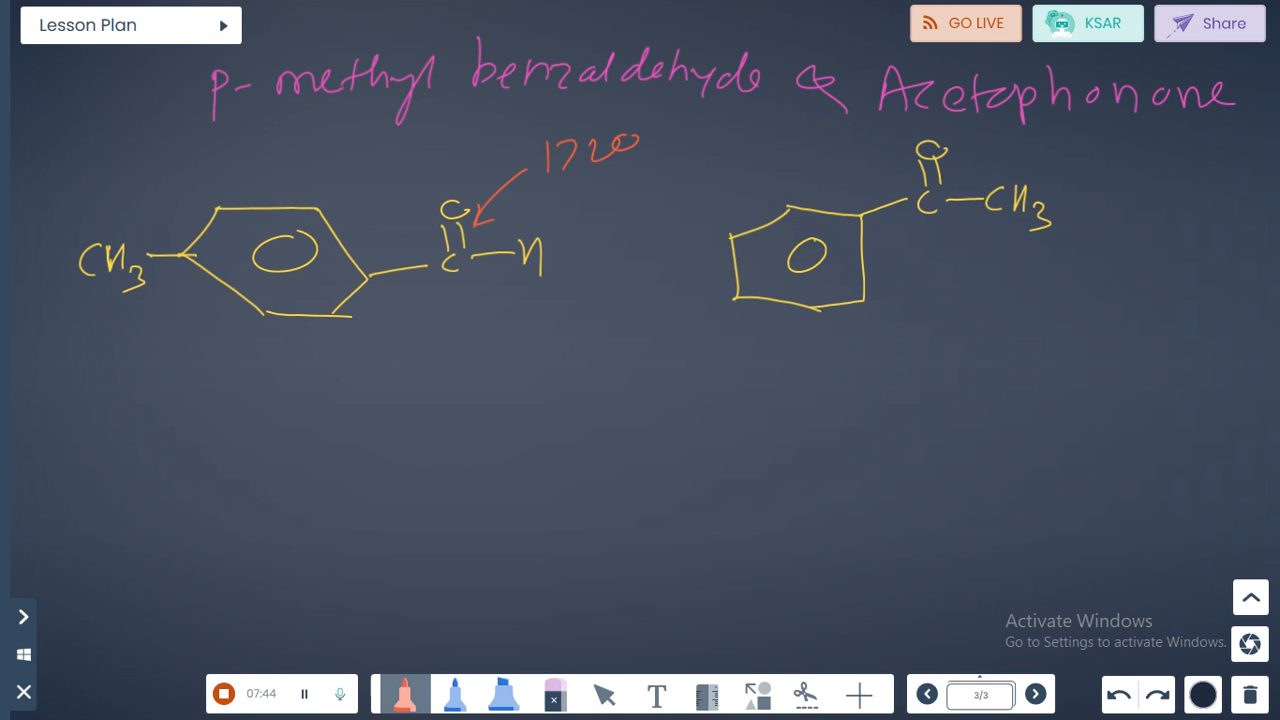 Lesson Plan
GO LIVE
KSAR
Share
p- methyl benzaldehyde & Acetophonone
1720
O
O
C
CH3
CH3
C
H
Activate Windows
Go to Settings to activate Windows.
07:44
T
3/3